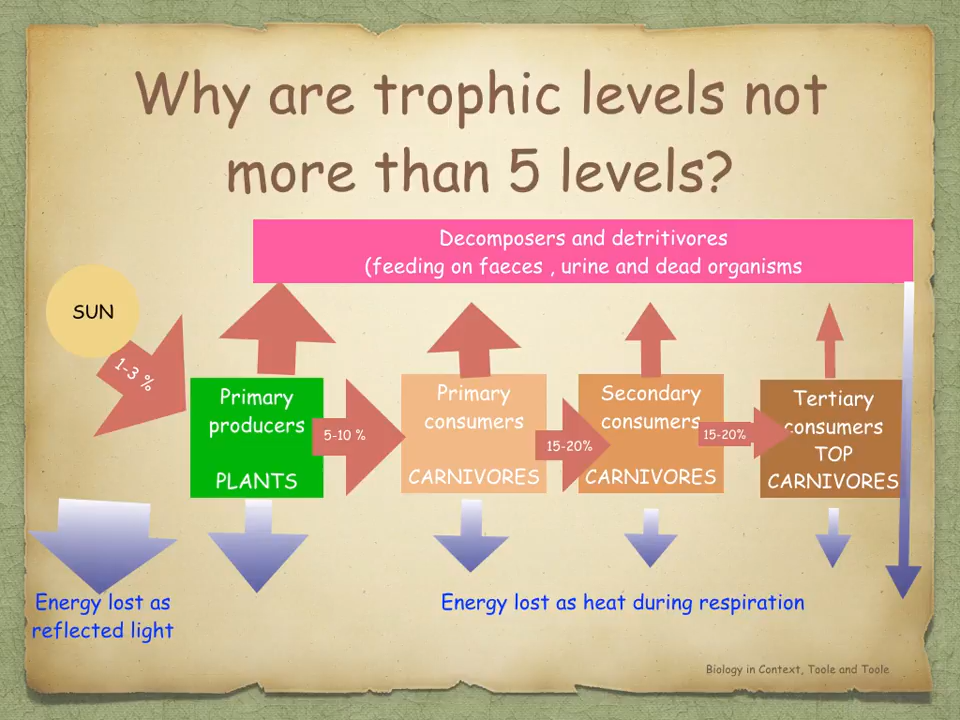 Why are trophic levels not
more than 5 levels?
Decomposers and detritivores
(feeding on faeces , urine and dead organisms
SUN
1-3 %
Primary
producers
PLANTS
5-10 %
Primary
consumers
CARNIVORES
15-20%
Secondary
consumers
CARNIVORES
15-20%
Tertiary
consumers
TOP
CARNIVORES
Energy lost as
reflected light
Energy lost as heat during respiration
Biology in Context, Toole and Toole